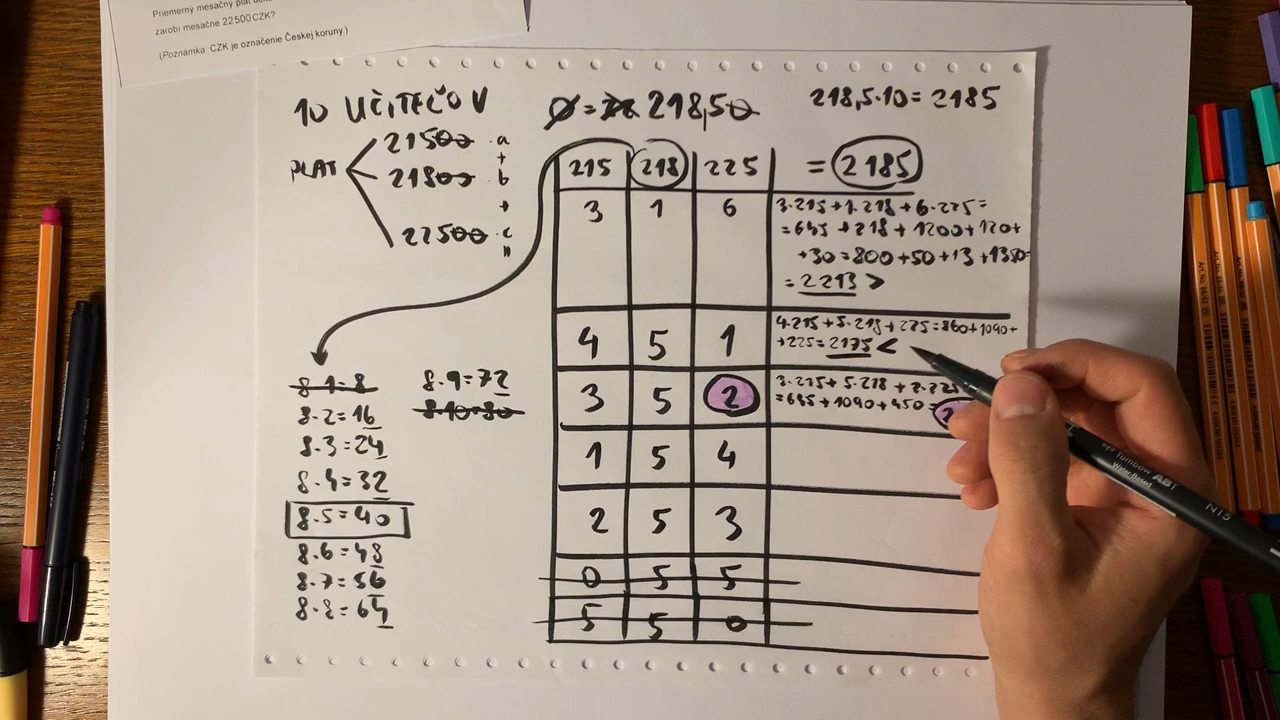 Priemerný mesačný plat
zarobí mesačne 22 500 CZK?
(Poznámka CZK je označenie Českej koruny.)
10 UČITEĽOV
PLAT
21500 a
+
21800 b
+
22500 c
"
Ø = 218,50
218,5·10 = 2185
215 218 225 = 2185
3 1 6
3·215+1·218+6·225=
=645+218+1200+120+
+30=800+50+13+1350=
=2213 >
4 5 1
4·215+5·218+225=860+1090+
+225=2175 <
3 5 2
3·215+5·218+2·225
=645+1090+450=
1 5 4
2 5 3
0 5 5
5 5 0
8·1=8
8·2=16
8·3=24
8·4=32
8·5=40
8·6=48
8·7=56
8·8=64
8·9=72
8·10=80
Tombow ABT
Water-Based
N15